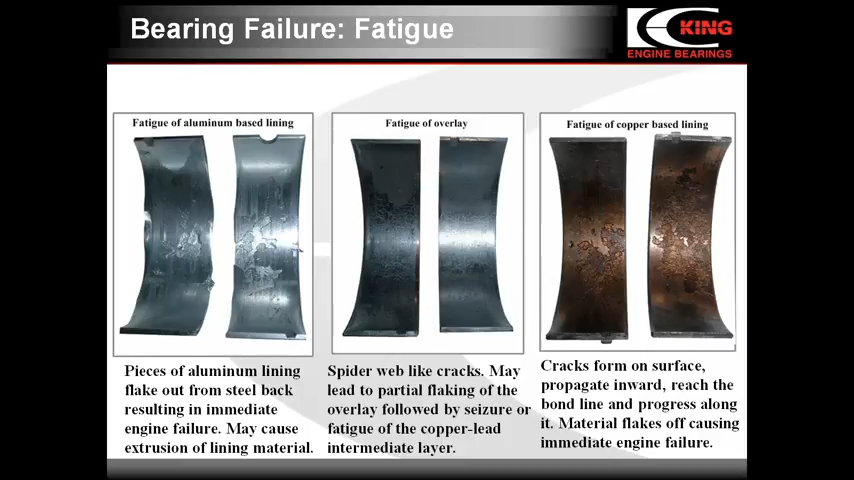 Bearing Failure: Fatigue
KING
ENGINE BEARINGS
Fatigue of aluminum based lining
Fatigue of overlay
Fatigue of copper based lining
Pieces of aluminum lining
flake out from steel back
resulting in immediate
engine failure. May cause
extrusion of lining material.
Spider web like cracks. May
lead to partial flaking of the
overlay followed by seizure or
fatigue of the copper-lead
intermediate layer.
Cracks form on surface,
propagate inward, reach the
bond line and progress along
it. Material flakes off causing
immediate engine failure.